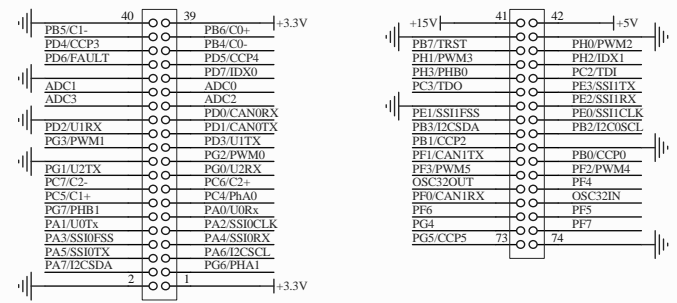 40 39
+3.3V
PB5/C1- PB6/C0+
PD4/CCP3 PB4/C0-
PD6/FAULT PD5/CCP4
PD7/IDX0
ADC1 ADC0
ADC3 ADC2
PD0/CAN0RX
PD2/U1RX PD1/CAN0TX
PG3/PWM1 PD3/U1TX
PG2/PWM0
PG1/U2TX PG0/U2RX
PC7/C2- PC6/C2+
PC5/C1+ PC4/PhA0
PG7/PHB1 PA0/U0Rx
PA1/U0Tx PA2/SSI0CLK
PA3/SSI0FSS PA4/SSI0RX
PA5/SSI0TX PA6/I2CSCL
PA7/I2CSDA PG6/PHA1
2 1
+3.3V
41 42
+15V +5V
PB7/TRST PH0/PWM2
PH1/PWM3 PH2/IDX1
PH3/PHB0 PC2/TDI
PC3/TDO PE3/SSI1TX
PE2/SSI1RX
PE1/SSI1FSS PE0/SSI1CLK
PB3/I2CSDA PB2/I2C0SCL
PB1/CCP2
PF1/CAN1TX PB0/CCP0
PF3/PWM5 PF2/PWM4
OSC32OUT PF4
PF0/CAN1RX OSC32IN
PF6 PF5
PG4 PF7
PG5/CCP5 73 74